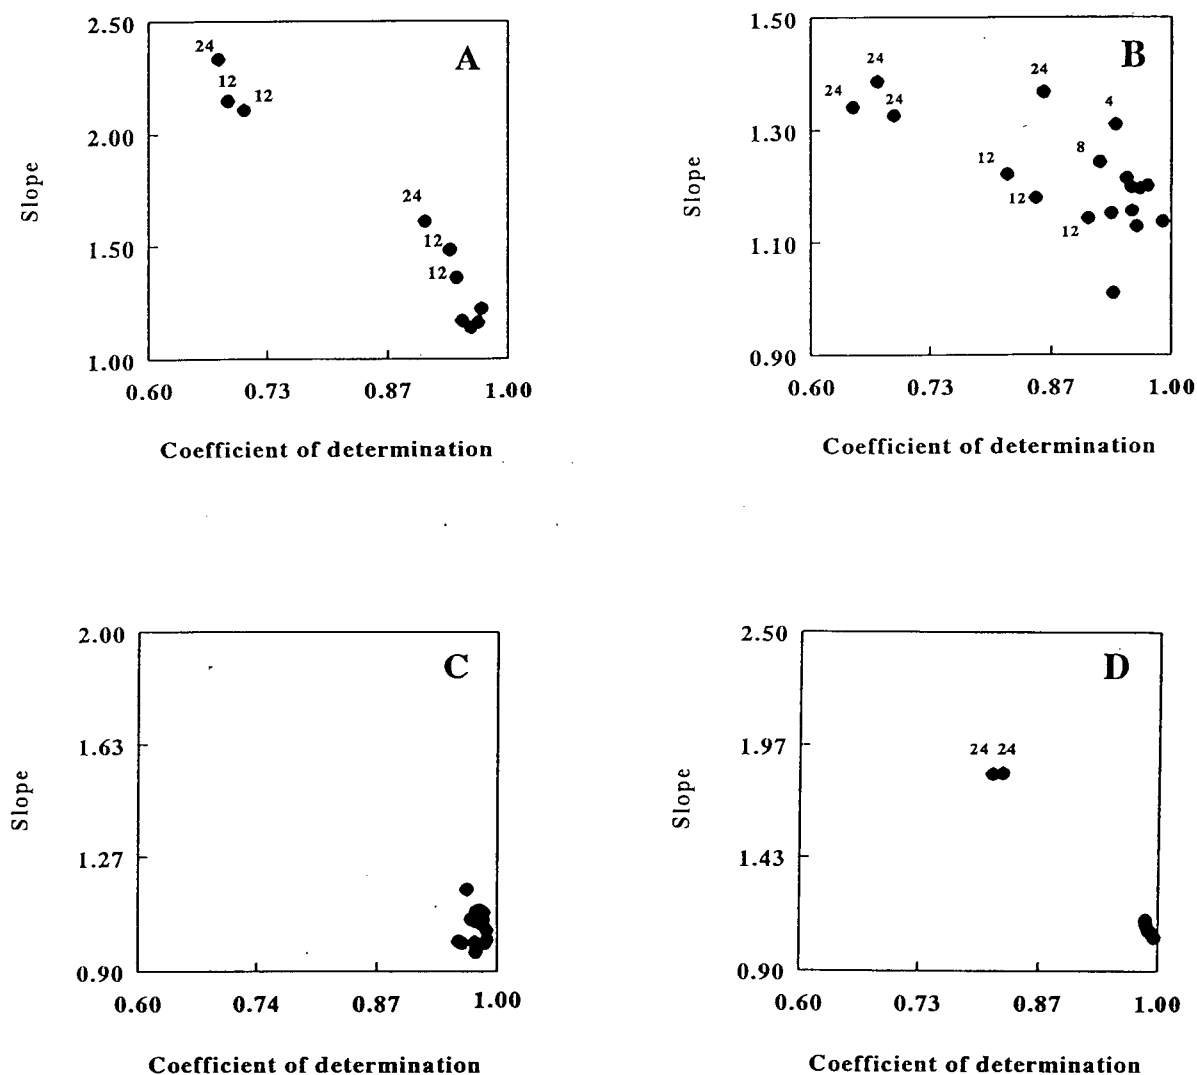 2.50
24
12
12
A
2.00
24
12
12
1.50
1.00
0.60 0.73 0.87 1.00
Slope
Coefficient of determination
1.50
24
24
24
24
4
B
1.30
8
12
12
12
1.10
0.90
0.60 0.73 0.87 1.00
Slope
Coefficient of determination
2.00
C
1.63
1.27
0.90
0.60 0.74 0.87 1.00
Slope
Coefficient of determination
2.50
D
1.97
24 24
1.43
0.90
0.60 0.73 0.87 1.00
Slope
Coefficient of determination